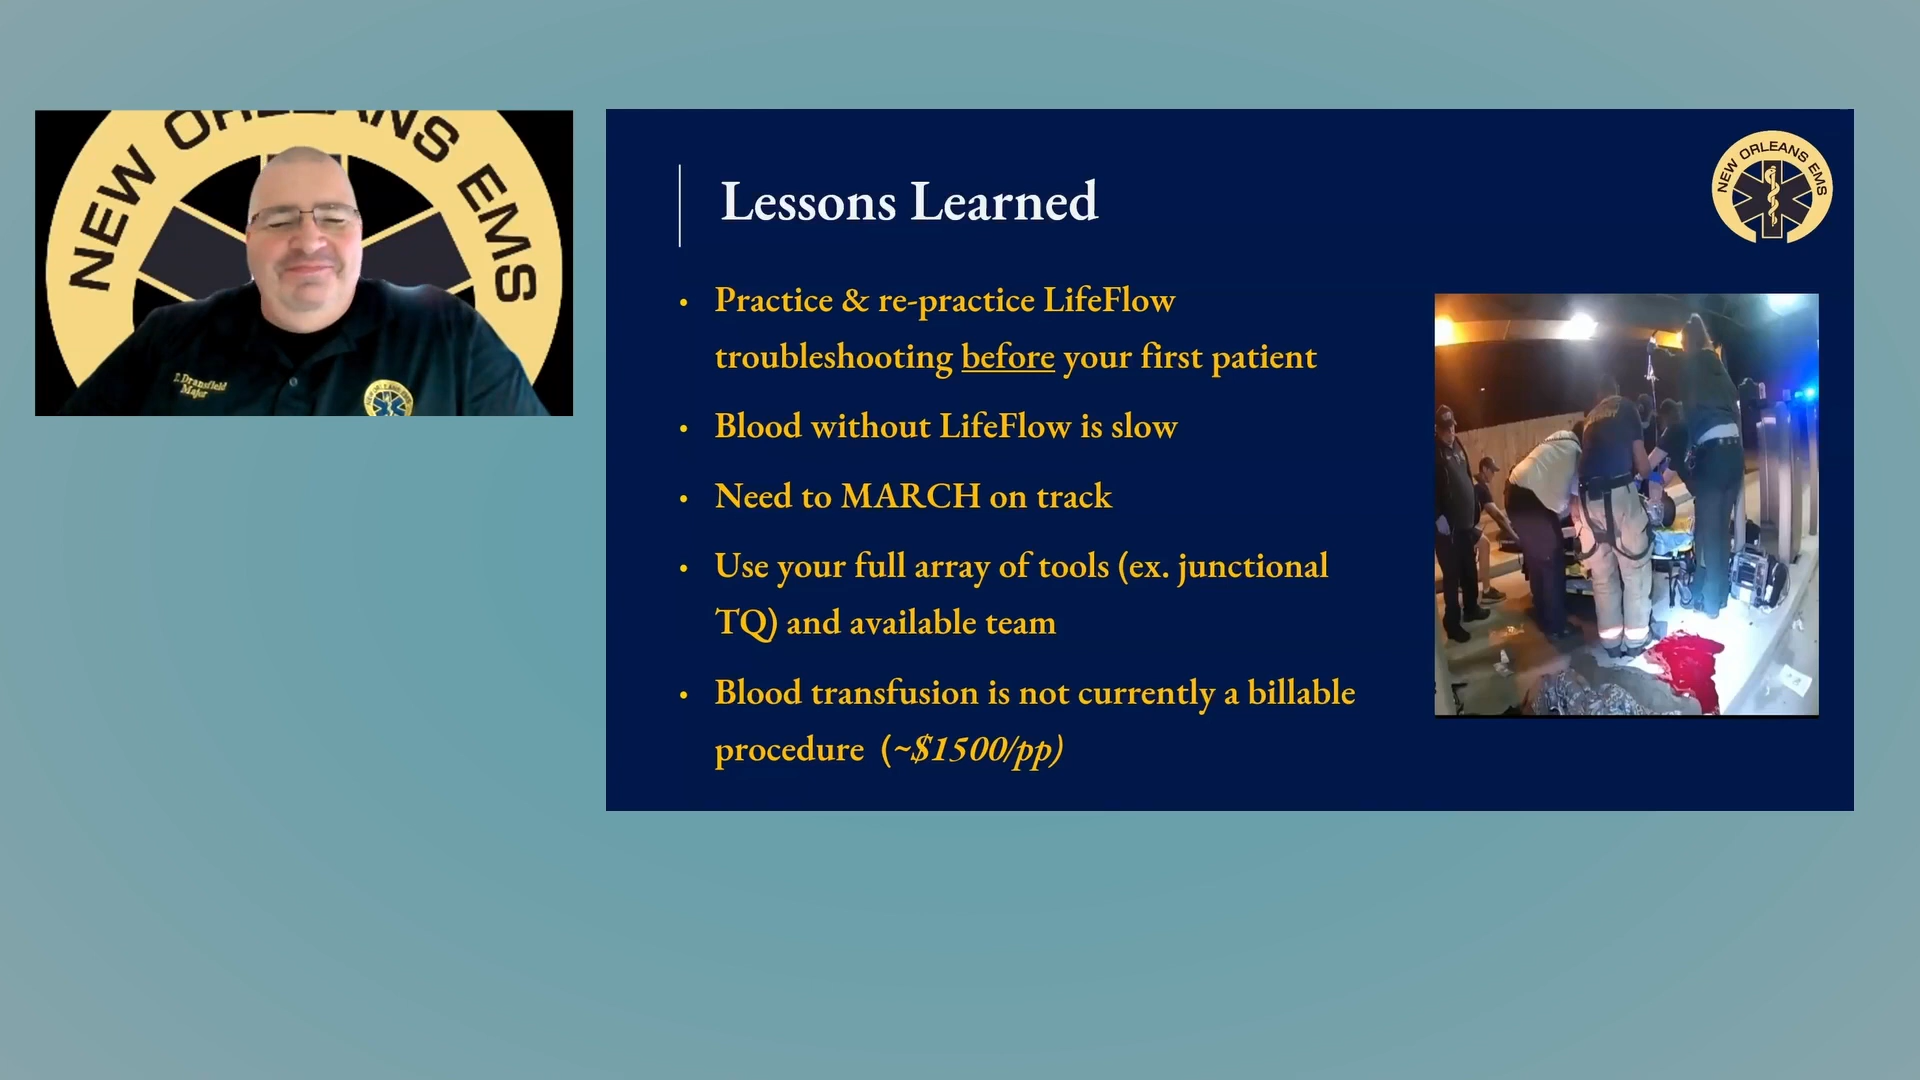 NEW ORLEANS EMS
T. Dransfield
Major
NEW ORLEANS EMS
Lessons Learned
• Practice & re-practice LifeFlow
troubleshooting before your first patient
• Blood without LifeFlow is slow
• Need to MARCH on track
• Use your full array of tools (ex. junctional
TQ) and available team
• Blood transfusion is not currently a billable
procedure (~$1500/pp)